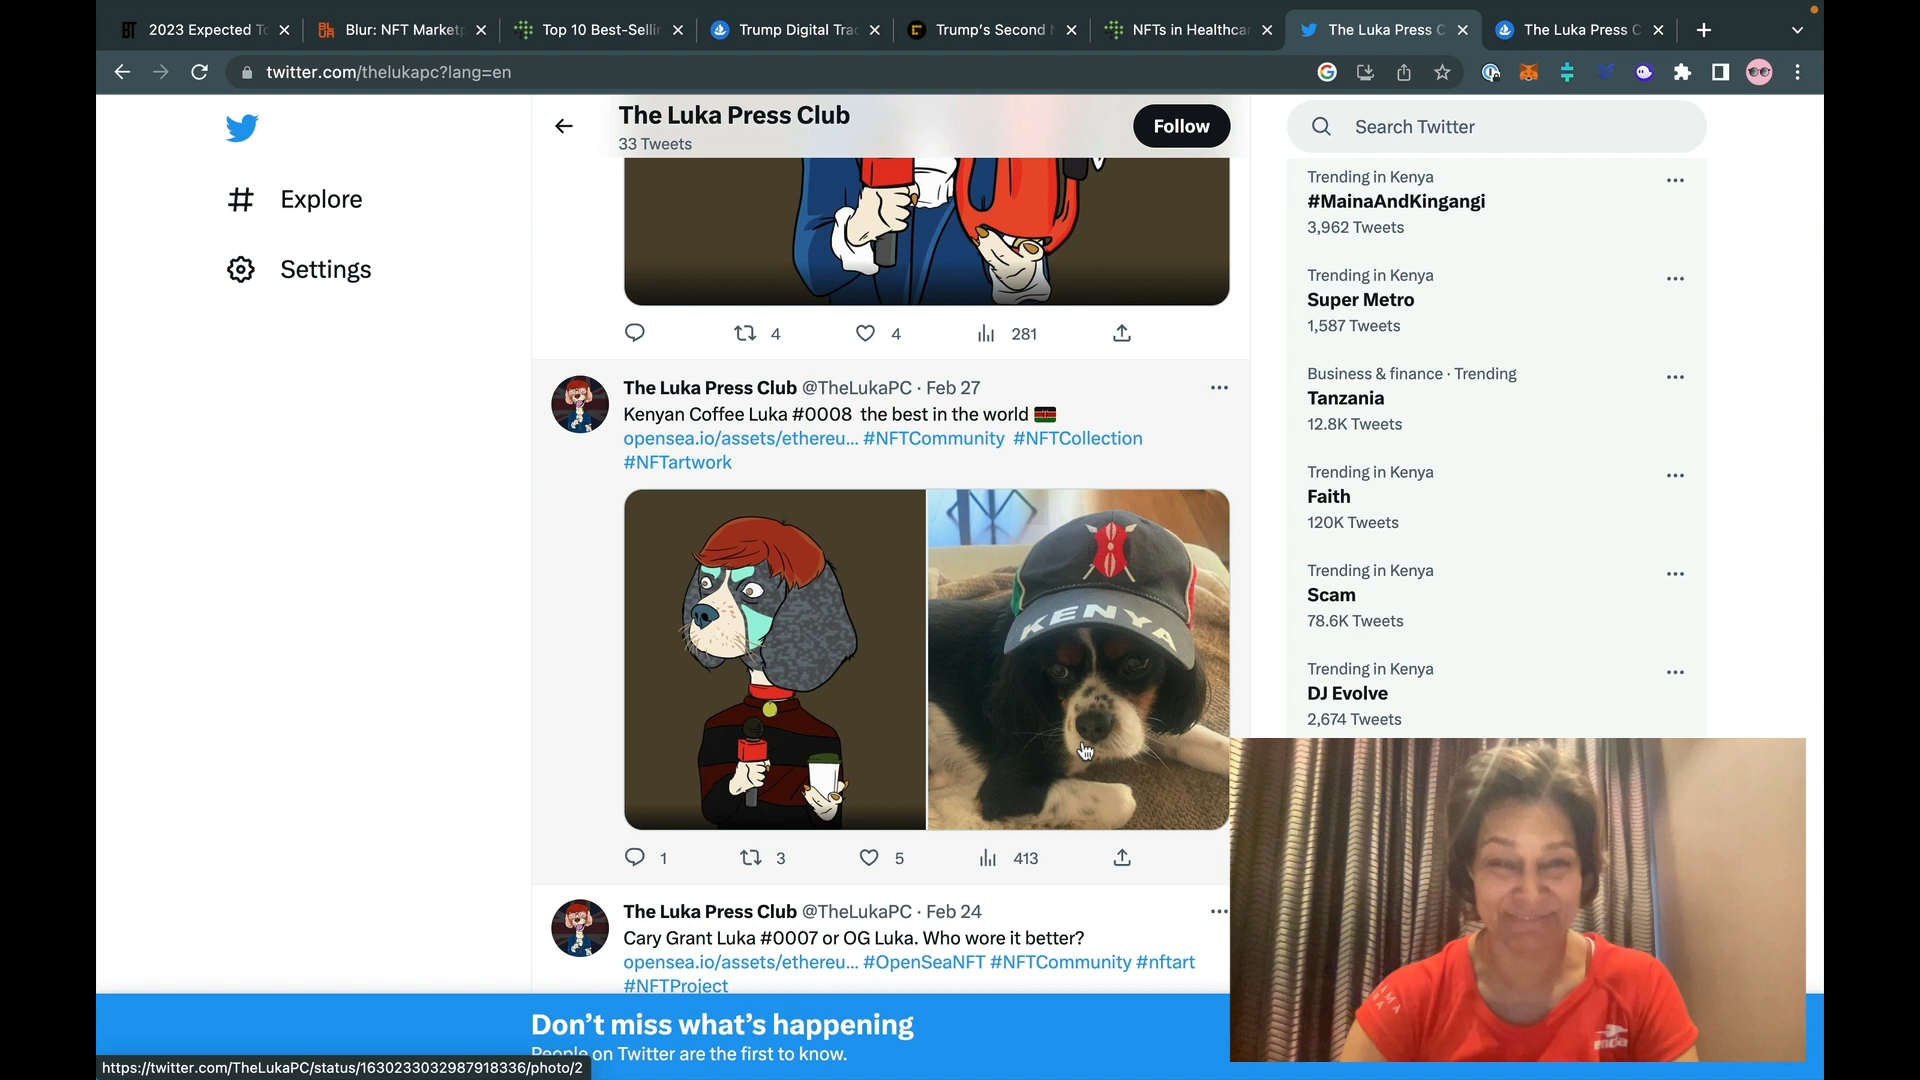 2023 Expected To
Blur: NFT Marketp
Top 10 Best-Sellin
Trump Digital Tra
Trump's Second N
NFTs in Healthcar
The Luka Press C
The Luka Press C
twitter.com/thelukapc?lang=en
The Luka Press Club
33 Tweets
Follow
Search Twitter
Explore
Settings
4
4
281
The Luka Press Club @TheLukaPC · Feb 27
Kenyan Coffee Luka #0008 the best in the world 🇰🇪
opensea.io/assets/ethereu... #NFTCommunity #NFTCollection
#NFTartwork
KENYA
1
3
5
413
The Luka Press Club @TheLukaPC · Feb 24
Cary Grant Luka #0007 or OG Luka. Who wore it better?
opensea.io/assets/ethereu... #OpenSeaNFT #NFTCommunity #nftart
#NFTProject
Trending in Kenya
#MainaAndKingangi
3,962 Tweets
Trending in Kenya
Super Metro
1,587 Tweets
Business & finance · Trending
Tanzania
12.8K Tweets
Trending in Kenya
Faith
120K Tweets
Trending in Kenya
Scam
78.6K Tweets
Trending in Kenya
DJ Evolve
2,674 Tweets
enda
Don't miss what's happening
People on Twitter are the first to know.
https://twitter.com/TheLukaPC/status/1630233032987918336/photo/2